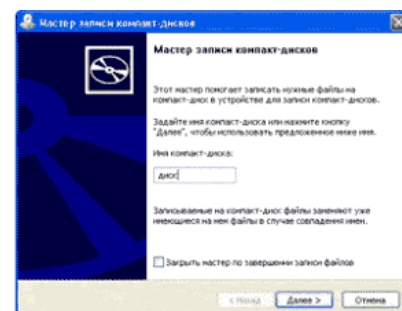 Мастер записи компакт-дисков
Мастер записи компакт-дисков
Этот мастер помогает записать нужные файлы на
компакт-диск в устройстве для записи компакт-дисков.
Задайте имя компакт-диска или нажмите кнопку
"Далее", чтобы использовать предложенное ниже имя.
Имя компакт-диска:
диск
Записываемые на компакт-диск файлы заменяют уже
имеющиеся на нем файлы в случае совпадения имен.
Закрыть мастер по завершении записи файлов
< Назад
Далее >
Отмена